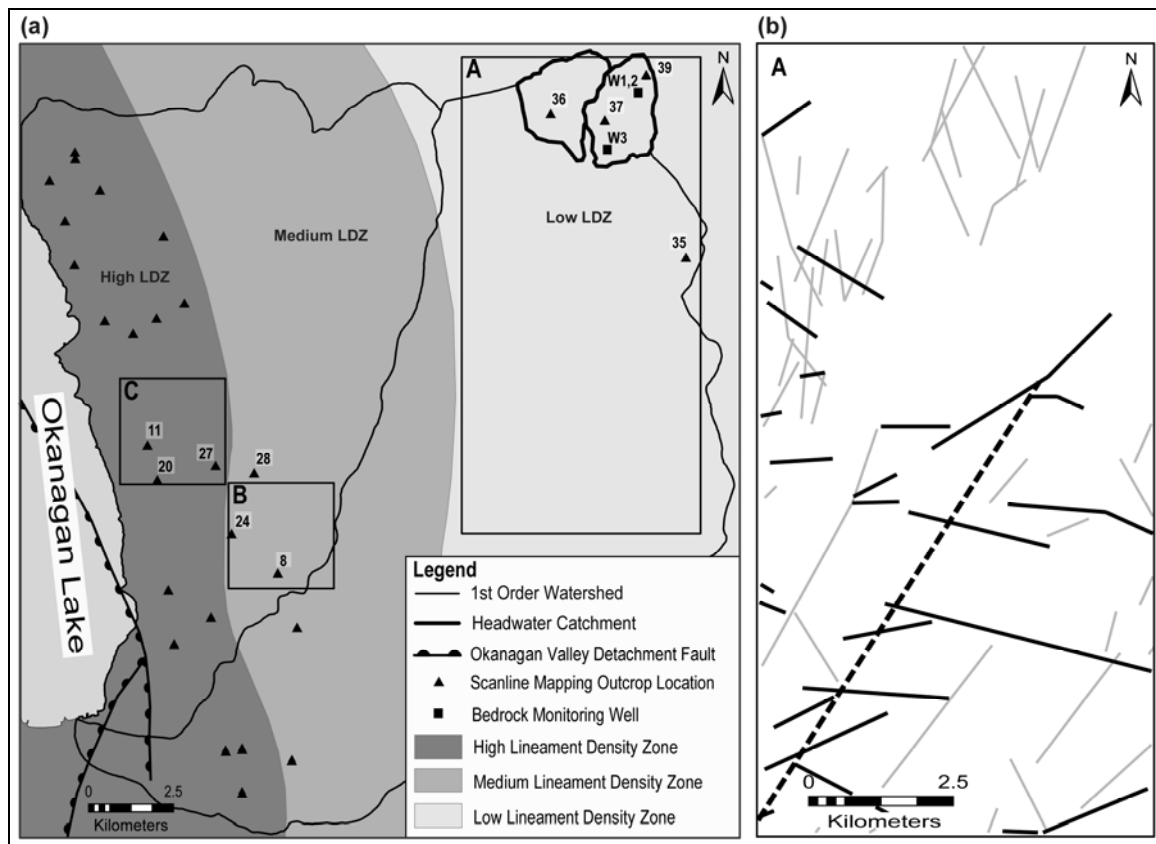 (a)
A
N
39
W1,2
36
37
W3
Low LDZ
Medium LDZ
35
High LDZ
C
11
27
20
28
B
24
8
Okanagan Lake
Legend
1st Order Watershed
Headwater Catchment
Okanagan Valley Detachment Fault
Scanline Mapping Outcrop Location
Bedrock Monitoring Well
High Lineament Density Zone
Medium Lineament Density Zone
Low Lineament Density Zone
0 2.5
Kilometers
(b)
A
N
0 2.5
Kilometers